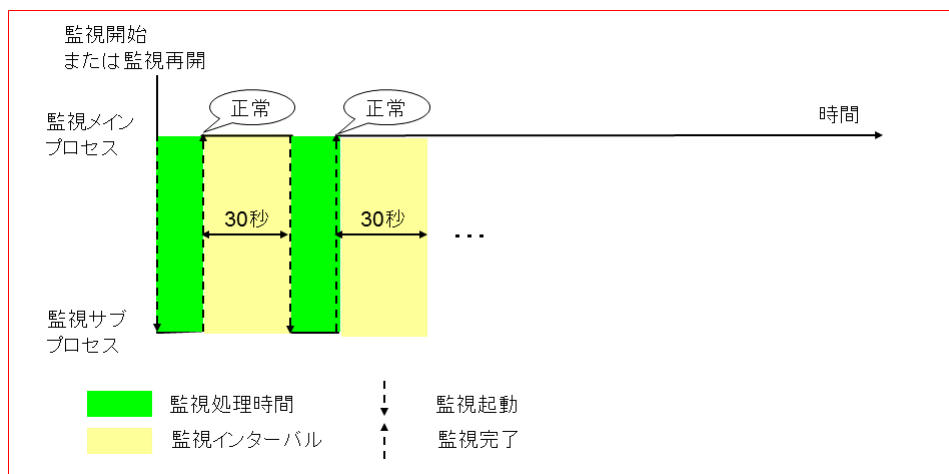 監視開始
または監視再開
正常
正常
監視メイン
プロセス
時間
30秒
30秒
...
監視サブ
プロセス
監視処理時間
監視起動
監視インターバル
監視完了